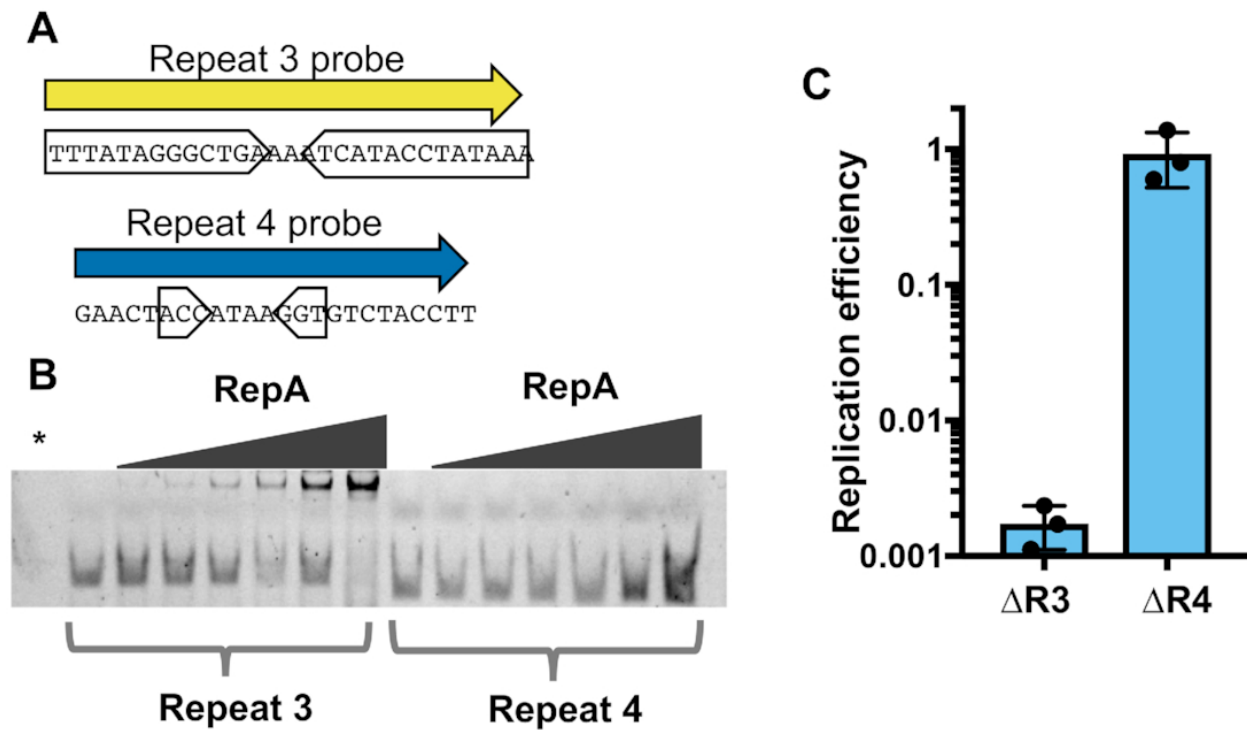 A
Repeat 3 probe
TTTATAGGGCTGAAAATCATACCTATAAA
Repeat 4 probe
GAACTACCATAAGGTGTCTACCTT
B
RepA RepA
*
Repeat 3 Repeat 4
C
Replication efficiency
1
0.1
0.01
0.001
ΔR3 ΔR4